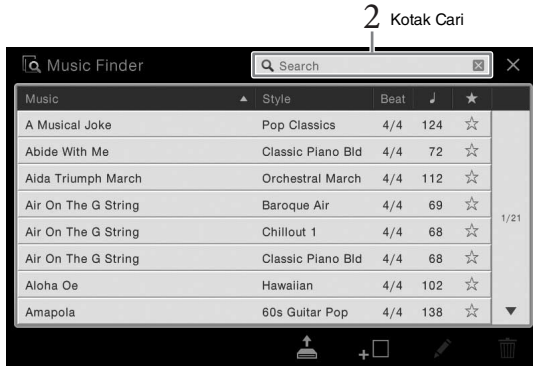 2 Kotak Cari
Music Finder Search
Music Style Beat ♩ ★
A Musical Joke Pop Classics 4/4 124 ☆
Abide With Me Classic Piano Bld 4/4 72 ☆
Aida Triumph March Orchestral March 4/4 112 ☆
Air On The G String Baroque Air 4/4 69 ☆
Air On The G String Chillout 1 4/4 68 ☆
Air On The G String Classic Piano Bld 4/4 68 ☆
Aloha Oe Hawaiian 4/4 102 ☆
Amapola 60s Guitar Pop 4/4 138 ☆
1/21